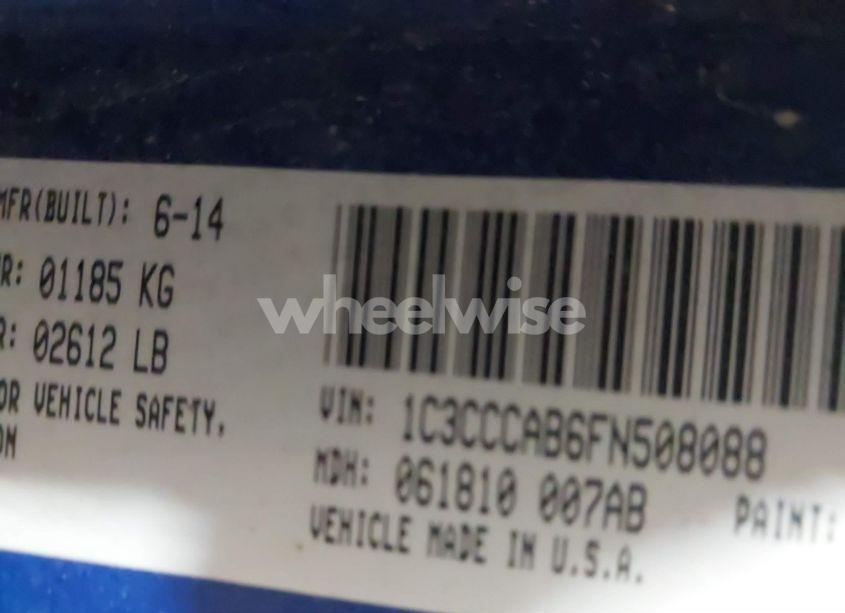 MFR(BUILT): 6-14
R: 01185 KG
R: 02612 LB
OR VEHICLE SAFETY,
ON
VIN: 1C3CCCAB6FN508088
MDH: 061810 007AB
PAINT:
VEHICLE MADE IN U.S.A.
wheelwise